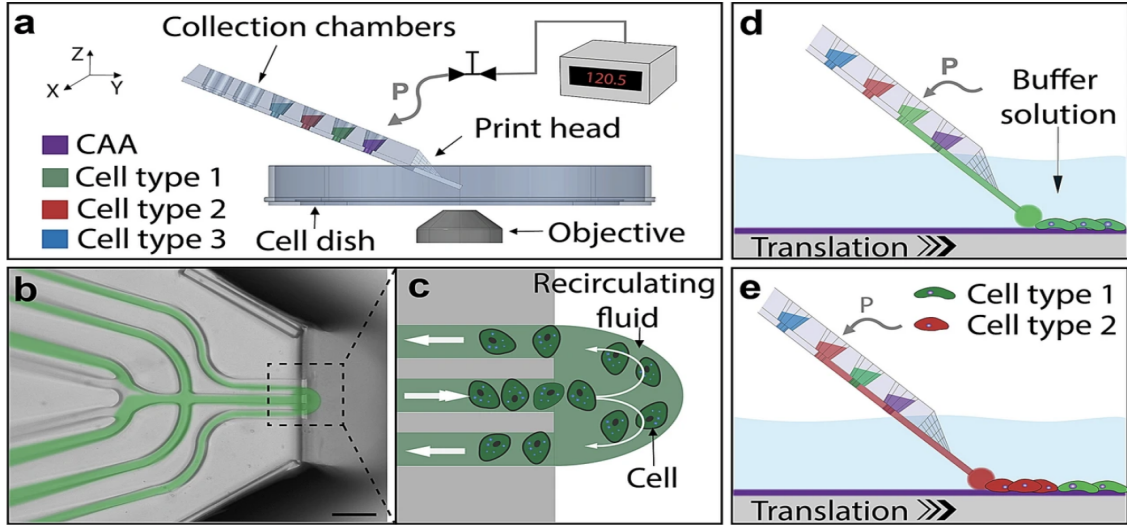 a
Collection chambers
Z
X
Y
P
120.5
Print head
CAA
Cell type 1
Cell type 2
Cell type 3
Cell dish
Objective
b
c
Recirculating
fluid
Cell
d
P
Buffer
solution
Translation
e
P
Cell type 1
Cell type 2
Translation